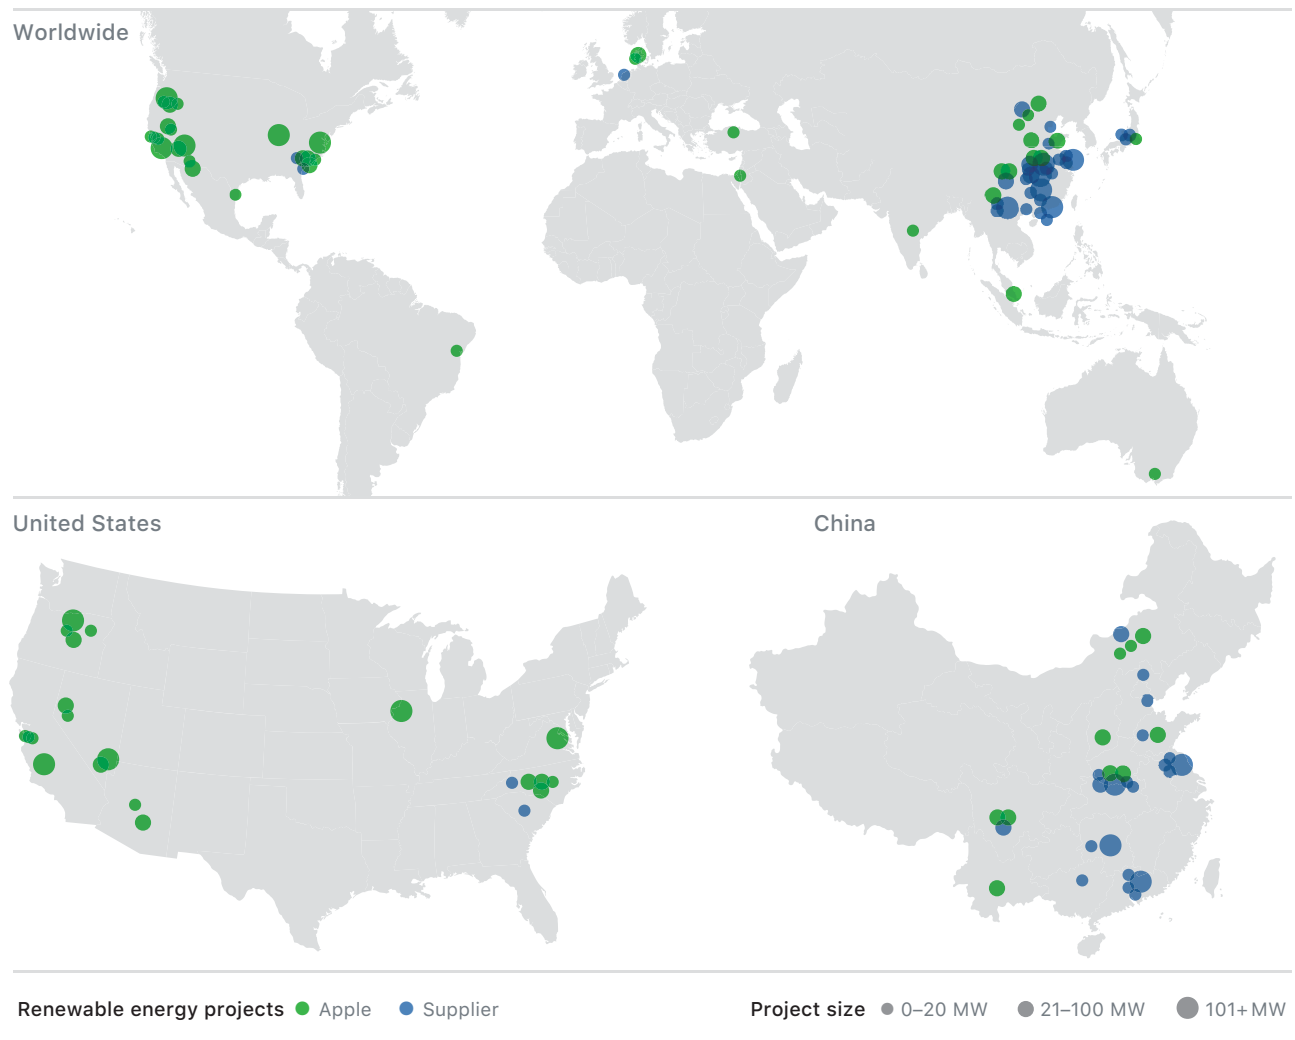 Worldwide
United States
China
Renewable energy projects Apple Supplier
Project size 0–20 MW 21–100 MW 101+ MW